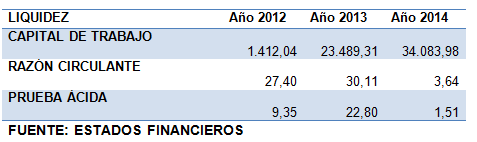 LIQUIDEZ Año 2012 Año 2013 Año 2014
CAPITAL DE TRABAJO
1.412,04 23.489,31 34.083,98
RAZÓN CIRCULANTE
27,40 30,11 3,64
PRUEBA ÁCIDA
9,35 22,80 1,51
FUENTE: ESTADOS FINANCIEROS